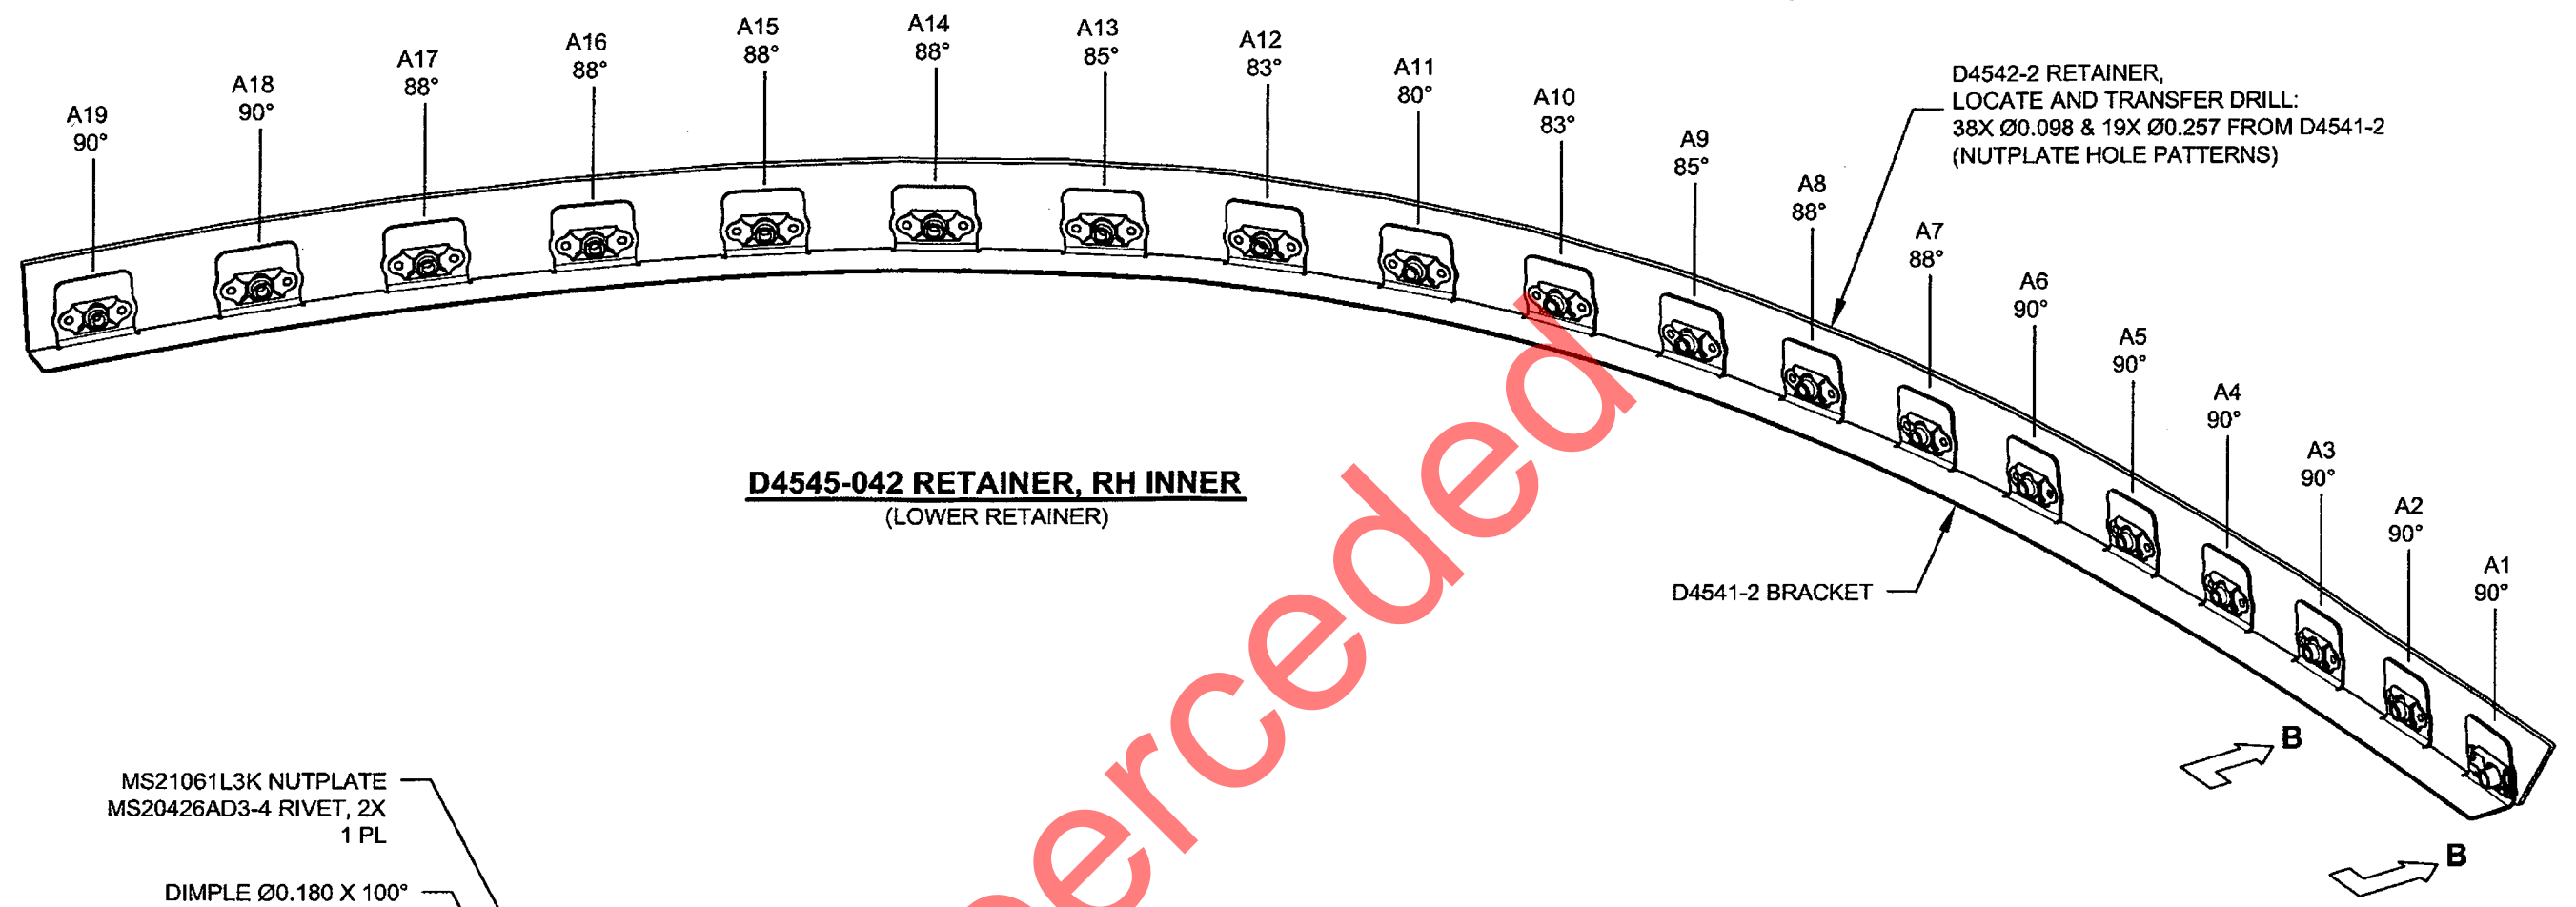 A19
90°
A18
90°
A17
88°
A16
88°
A15
88°
A14
88°
A13
85°
A12
83°
A11
80°
A10
83°
A9
85°
A8
88°
A7
88°
A6
90°
A5
90°
A4
90°
A3
90°
A2
90°
A1
90°
D4542-2 RETAINER,
LOCATE AND TRANSFER DRILL:
38X Ø0.098 & 19X Ø0.257 FROM D4541-2
(NUTPLATE HOLE PATTERNS)
D4545-042 RETAINER, RH INNER
(LOWER RETAINER)
D4541-2 BRACKET
B
B
MS21061L3K NUTPLATE
MS20426AD3-4 RIVET, 2X
1 PL
DIMPLE Ø0.180 X 100°
erceded